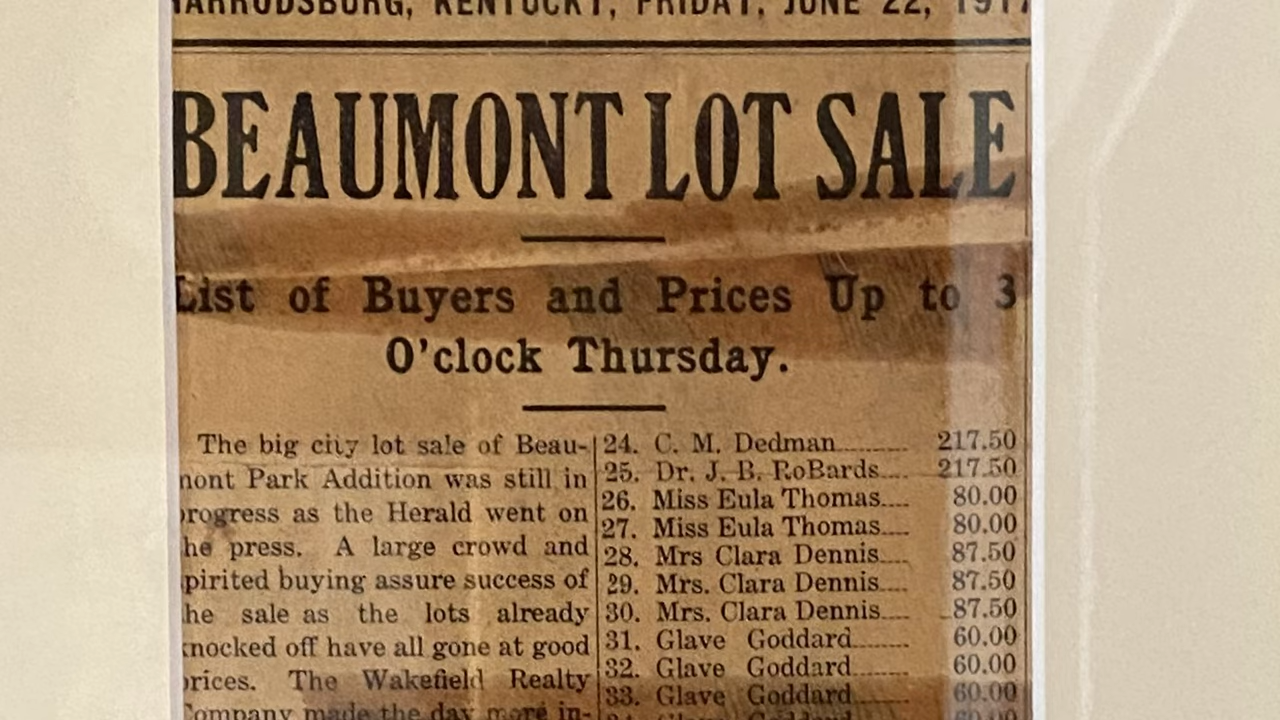 HARRODSBURG, KENTUCKY, FRIDAY, JUNE 22, 1917
BEAUMONT LOT SALE
List of Buyers and Prices Up to 3
O'clock Thursday.
The big city lot sale of Beau-
mont Park Addition was still in
progress as the Herald went on
the press. A large crowd and
spirited buying assure success of
the sale as the lots already
knocked off have all gone at good
prices. The Wakefield Realty
Company made the day more in-
24. C. M. Dedman 217.50
25. Dr. J. B. RoBards 217.50
26. Miss Eula Thomas 80.00
27. Miss Eula Thomas 80.00
28. Mrs Clara Dennis 87.50
29. Mrs. Clara Dennis 87.50
30. Mrs. Clara Dennis 87.50
31. Glave Goddard 60.00
32. Glave Goddard 60.00
33. Glave Goddard 60.00